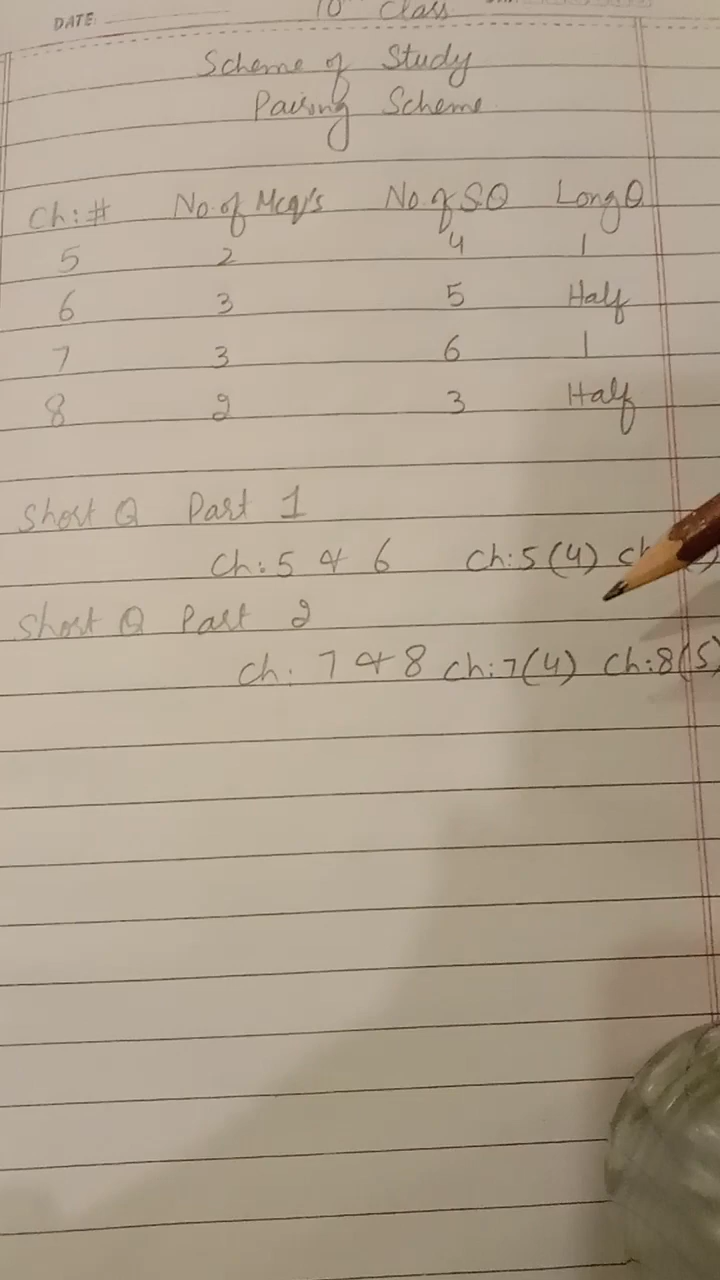 DATE:
10 Class
Scheme of Study
Pairing Scheme
Ch:# No. of Mcq's No. of S.Q Long Q
5 2 4 1
6 3 5 Half
7 3 6 1
8 2 3 Half
Short Q Part 1
Ch: 5 & 6 Ch:5(4)
Short Q Part 2
Ch: 7 & 8 Ch:7(4) Ch:8(5)